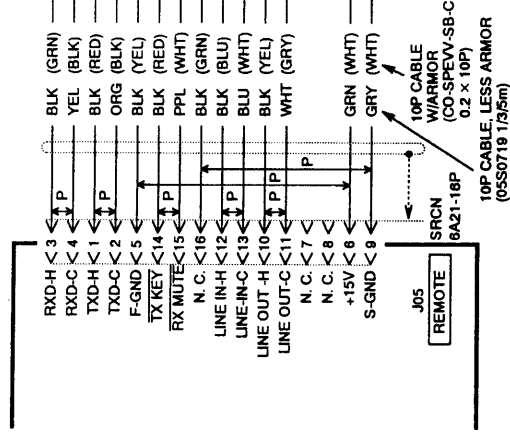 RXD-H < 3 BLK (GRN)
P
RXD-C < 4 YEL (BLK)
TXD-H < 1 BLK (RED)
P
TXD-C < 2 ORG (BLK)
F-GND < 5 BLK (YEL)
TX KEY < 14 BLK (RED)
P
RX MUTE < 15 PPL (WHT)
N. C. < 16 BLK (GRN)
LINE IN-H < 12 BLK (BLU)
P
LINE-IN-C < 13 BLU (WHT)
LINE OUT -H < 10 BLK (YEL)
P
P
LINE OUT-C < 11 WHT (GRY)
P
N. C. < 7
N. C. < 8
+15V < 6 GRN (WHT)
S-GND < 9 GRY (WHT)
J05
REMOTE
SRCN
6A21-16P
10P CABLE
W/ARMOR
(CO-SPEVV-SB-C
0.2 × 10P)
10P CABLE, LESS ARMOR
(05S0719 1/3/5m)